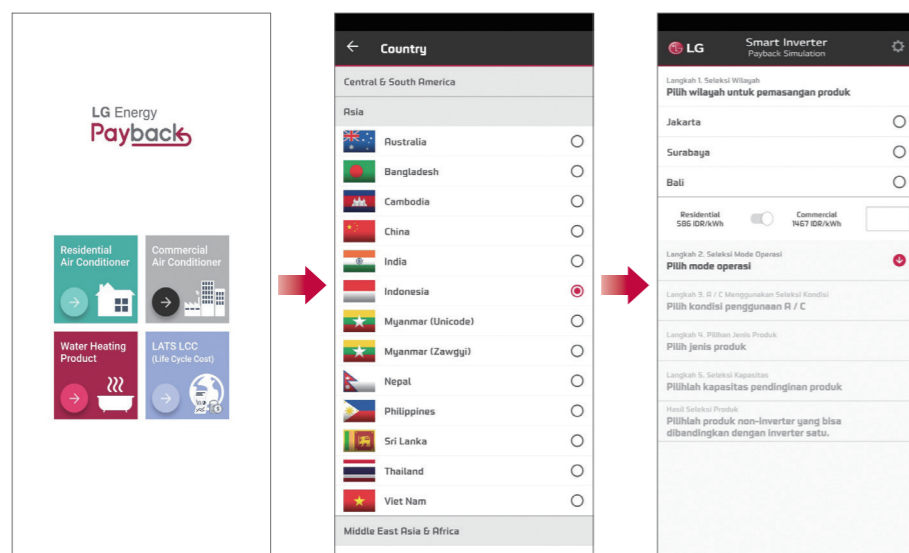 LG Energy
Payback
Residential
Air Conditioner
Commercial
Air Conditioner
Water Heating
Product
LATS LCC
(Life Cycle Cost)
Country
Central & South America
Asia
Australia
Bangladesh
Cambodia
China
India
Indonesia
Myanmar (Unicode)
Myanmar (Zawgyi)
Nepal
Philippines
Sri Lanka
Thailand
Viet Nam
Middle East Asia & Africa
LG
Smart Inverter
Payback Simulation
Langkah 1. Seleksi Wilayah
Pilih wilayah untuk pemasangan produk
Jakarta
Surabaya
Bali
Residential
586 IDR/kWh
Commercial
1467 IDR/kWh
Langkah 2. Seleksi Mode Operasi
Pilih mode operasi
Langkah 3. A / C Menggunakan Seleksi Kondisi
Pilih kondisi penggunaan A / C
Langkah 4. Pilihan Jenis Produk
Pilih jenis produk
Langkah 5. Seleksi Kapasitas
Pilihlah kapasitas pendinginan produk
Hasil Seleksi Produk
Pilihlah produk non-inverter yang bisa
dibandingkan dengan inverter satu.